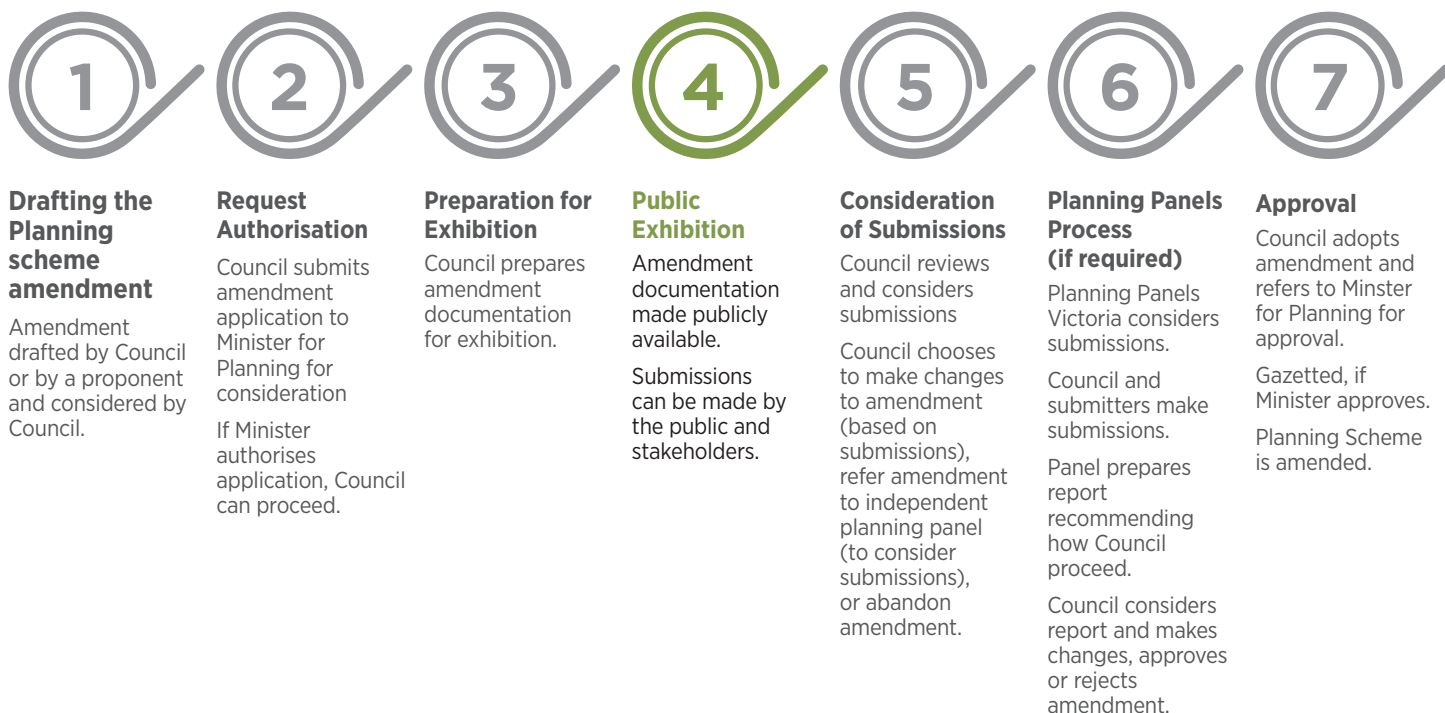 1
Drafting the
Planning
scheme
amendment
Amendment
drafted by Council
or by a proponent
and considered by
Council.
2
Request
Authorisation
Council submits
amendment
application to
Minister for
Planning for
consideration
If Minister
authorises
application, Council
can proceed.
3
Preparation for
Exhibition
Council prepares
amendment
documentation
for exhibition.
4
Public
Exhibition
Amendment
documentation
made publicly
available.
Submissions
can be made by
the public and
stakeholders.
5
Consideration
of Submissions
Council reviews
and considers
submissions
Council chooses
to make changes
to amendment
(based on
submissions),
refer amendment
to independent
planning panel
(to consider
submissions),
or abandon
amendment.
6
Planning Panels
Process
(if required)
Planning Panels
Victoria considers
submissions.
Council and
submitters make
submissions.
Panel prepares
report
recommending
how Council
proceed.
Council considers
report and makes
changes, approves
or rejects
amendment.
7
Approval
Council adopts
amendment and
refers to Minster
for Planning for
approval.
Gazetted, if
Minister approves.
Planning Scheme
is amended.